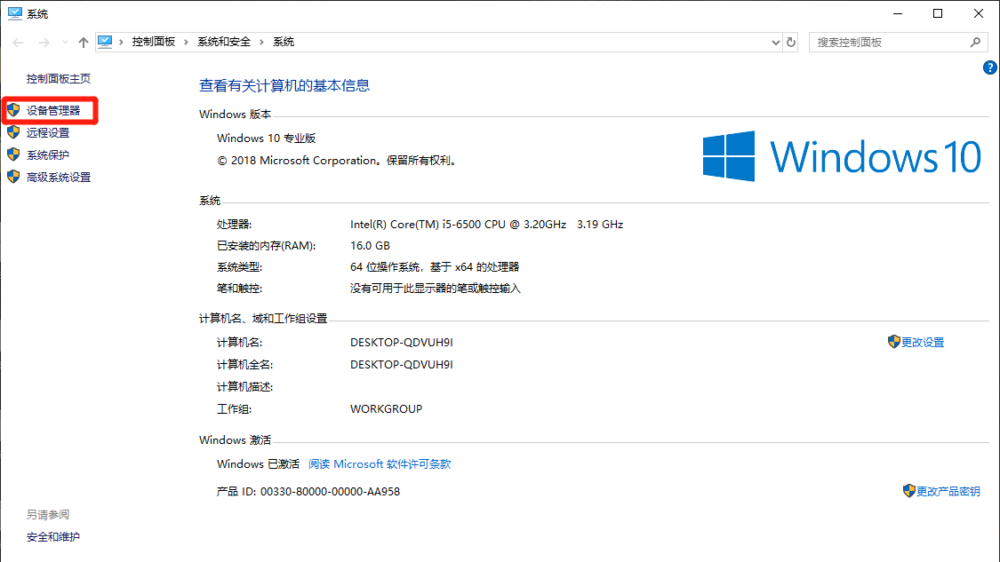 系统
控制面板 › 系统和安全 › 系统
搜索控制面板
?
控制面板主页
设备管理器
远程设置
系统保护
高级系统设置
查看有关计算机的基本信息
Windows 版本
Windows 10 专业版
© 2018 Microsoft Corporation。保留所有权利。
Windows 10
系统
处理器: Intel(R) Core(TM) i5-6500 CPU @ 3.20GHz 3.19 GHz
已安装的内存(RAM): 16.0 GB
系统类型: 64 位操作系统, 基于 x64 的处理器
笔和触控: 没有可用于此显示器的笔或触控输入
计算机名、域和工作组设置
计算机名: DESKTOP-QDVUH9I 更改设置
计算机全名: DESKTOP-QDVUH9I
计算机描述:
工作组: WORKGROUP
Windows 激活
Windows 已激活 阅读 Microsoft 软件许可条款
产品 ID: 00330-80000-00000-AA958 更改产品密钥
另请参阅
安全和维护